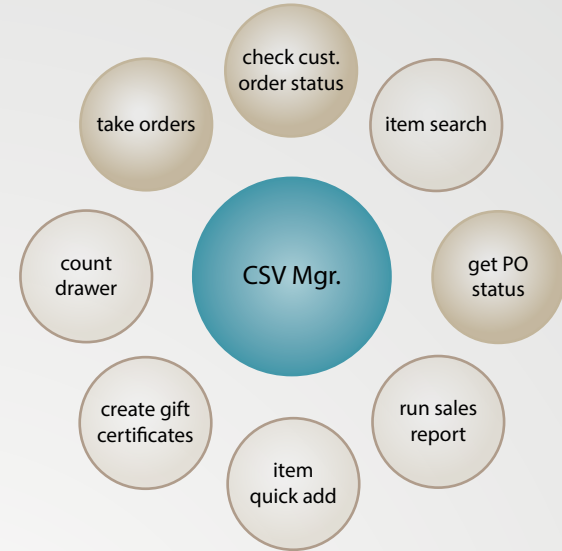 check cust.
order status
take orders
item search
count
drawer
CSV Mgr.
get PO
status
create gift
certificates
run sales
report
item
quick add